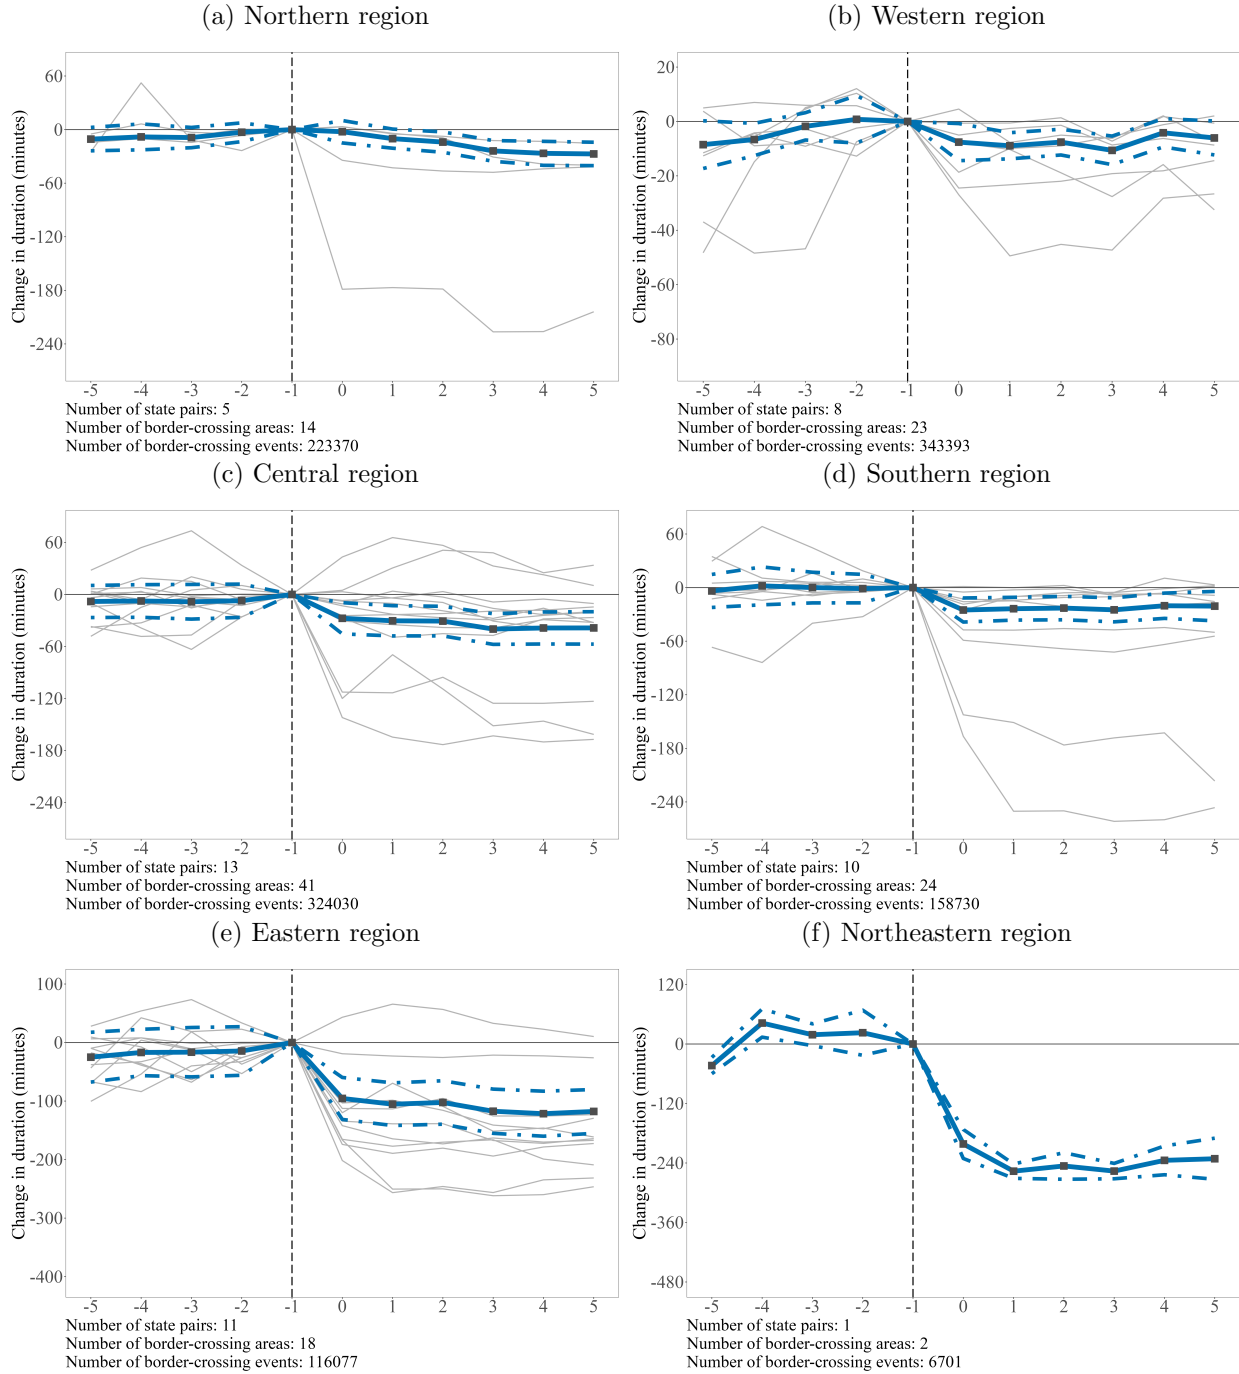 (a) Northern region
Change in duration (minutes)
60
0
-60
-120
-180
-240
-5 -4 -3 -2 -1 0 1 2 3 4 5
Number of state pairs: 5
Number of border-crossing areas: 14
Number of border-crossing events: 223370
(b) Western region
Change in duration (minutes)
20
0
-20
-40
-60
-80
-5 -4 -3 -2 -1 0 1 2 3 4 5
Number of state pairs: 8
Number of border-crossing areas: 23
Number of border-crossing events: 343393
(c) Central region
Change in duration (minutes)
60
0
-60
-120
-180
-240
-5 -4 -3 -2 -1 0 1 2 3 4 5
Number of state pairs: 13
Number of border-crossing areas: 41
Number of border-crossing events: 324030
(d) Southern region
Change in duration (minutes)
60
0
-60
-120
-180
-240
-5 -4 -3 -2 -1 0 1 2 3 4 5
Number of state pairs: 10
Number of border-crossing areas: 24
Number of border-crossing events: 158730
(e) Eastern region
Change in duration (minutes)
100
0
-100
-200
-300
-400
-5 -4 -3 -2 -1 0 1 2 3 4 5
Number of state pairs: 11
Number of border-crossing areas: 18
Number of border-crossing events: 116077
(f) Northeastern region
Change in duration (minutes)
120
0
-120
-240
-360
-480
-5 -4 -3 -2 -1 0 1 2 3 4 5
Number of state pairs: 1
Number of border-crossing areas: 2
Number of border-crossing events: 6701